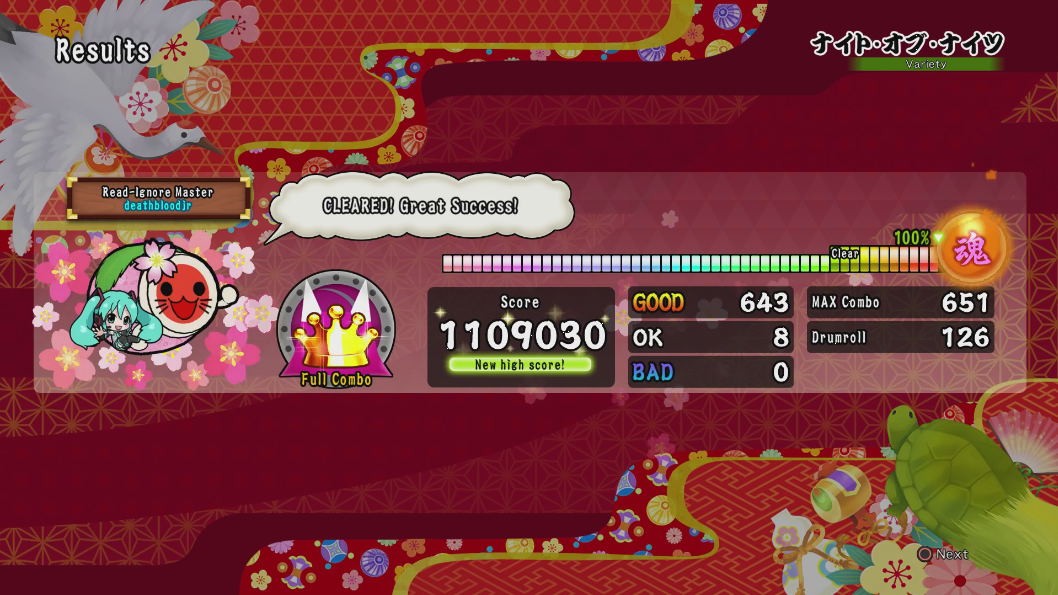 Results
ナイト・オブ・ナイツ
Variety
Read-Ignore Master
deathbloodjr
CLEARED! Great Success!
100%
Clear
魂
Full Combo
Score
1109030
New high score!
GOOD 643
OK 8
BAD 0
MAX Combo 651
Drumroll 126
Next